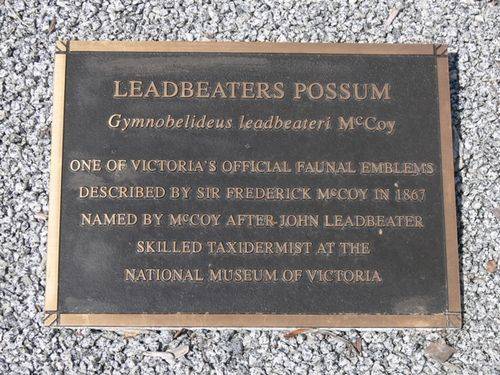 LEADBEATERS POSSUM
Gymnobelideus leadbeateri McCoy
ONE OF VICTORIA'S OFFICIAL FAUNAL EMBLEMS
DESCRIBED BY SIR FREDERICK McCOY IN 1867
NAMED BY McCOY AFTER JOHN LEADBEATER
SKILLED TAXIDERMIST AT THE
NATIONAL MUSEUM OF VICTORIA